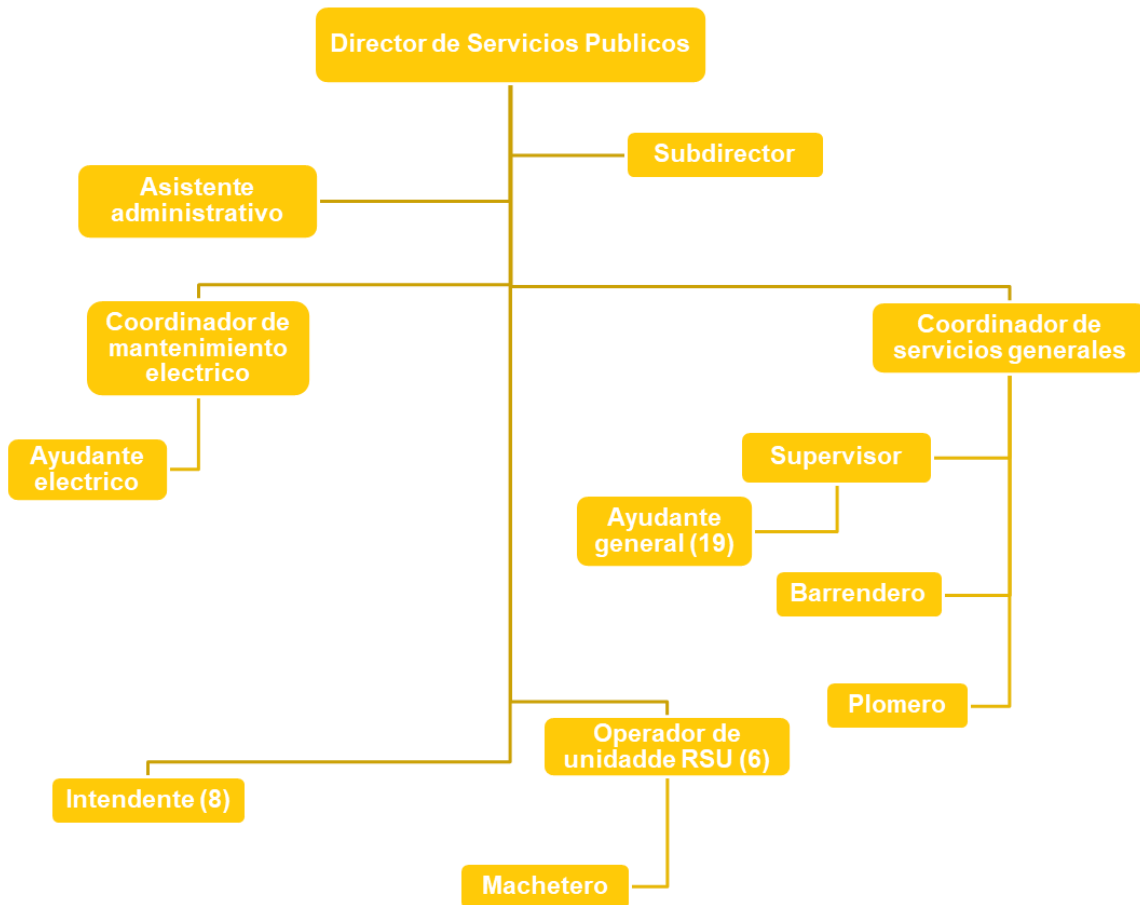 Director de Servicios Publicos
Subdirector
Asistente
administrativo
Coordinador de
mantenimiento
electrico
Coordinador de
servicios generales
Ayudante
electrico
Supervisor
Ayudante
general (19)
Barrendero
Plomero
Operador de
unidadde RSU (6)
Intendente (8)
Machetero